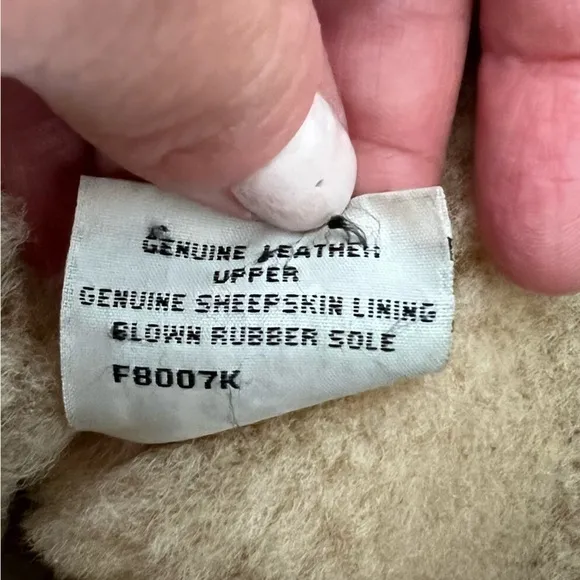 GENUINE LEATHER
UPPER
GENUINE SHEEPSKIN LINING
BLOWN RUBBER SOLE
F8007K